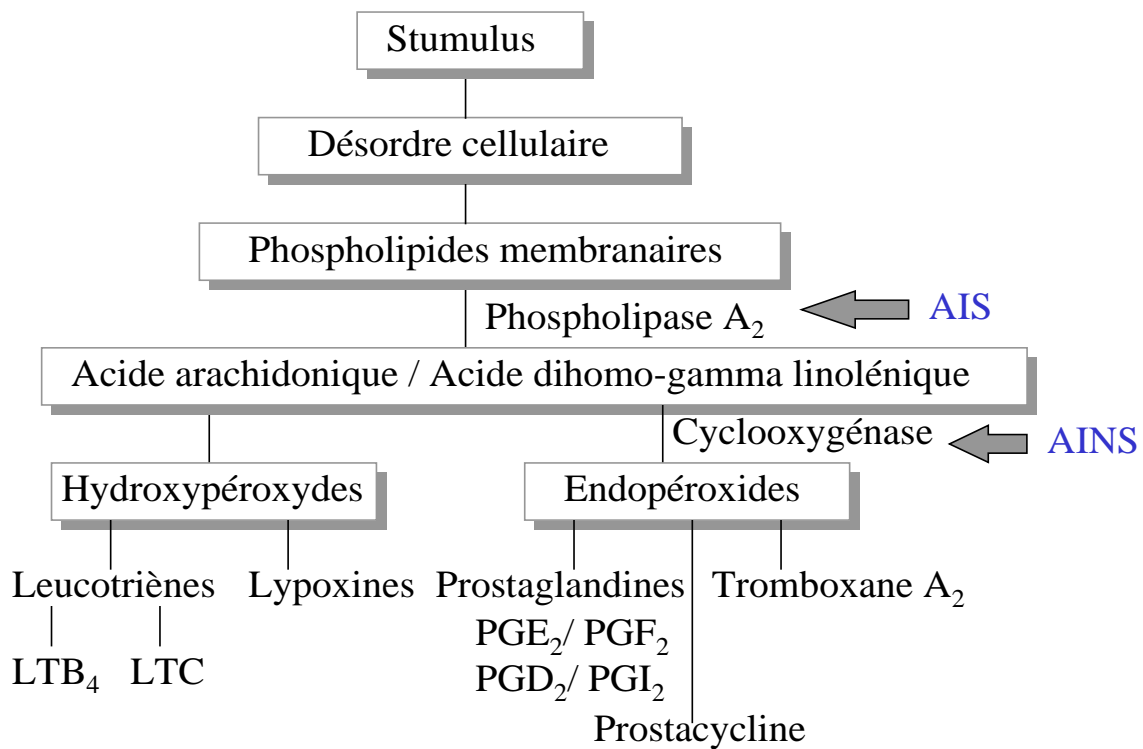 Stumulus
Désordre cellulaire
Phospholipides membranaires
Phospholipase A₂
AIS
Acide arachidonique / Acide dihomo-gamma linolénique
Cyclooxygénase
AINS
Hydroxypéroxydes
Endopéroxides
Leucotriènes
Lypoxines
Prostaglandines
Tromboxane A₂
PGE₂/ PGF₂
LTB₄
LTC
PGD₂/ PGI₂
Prostacycline